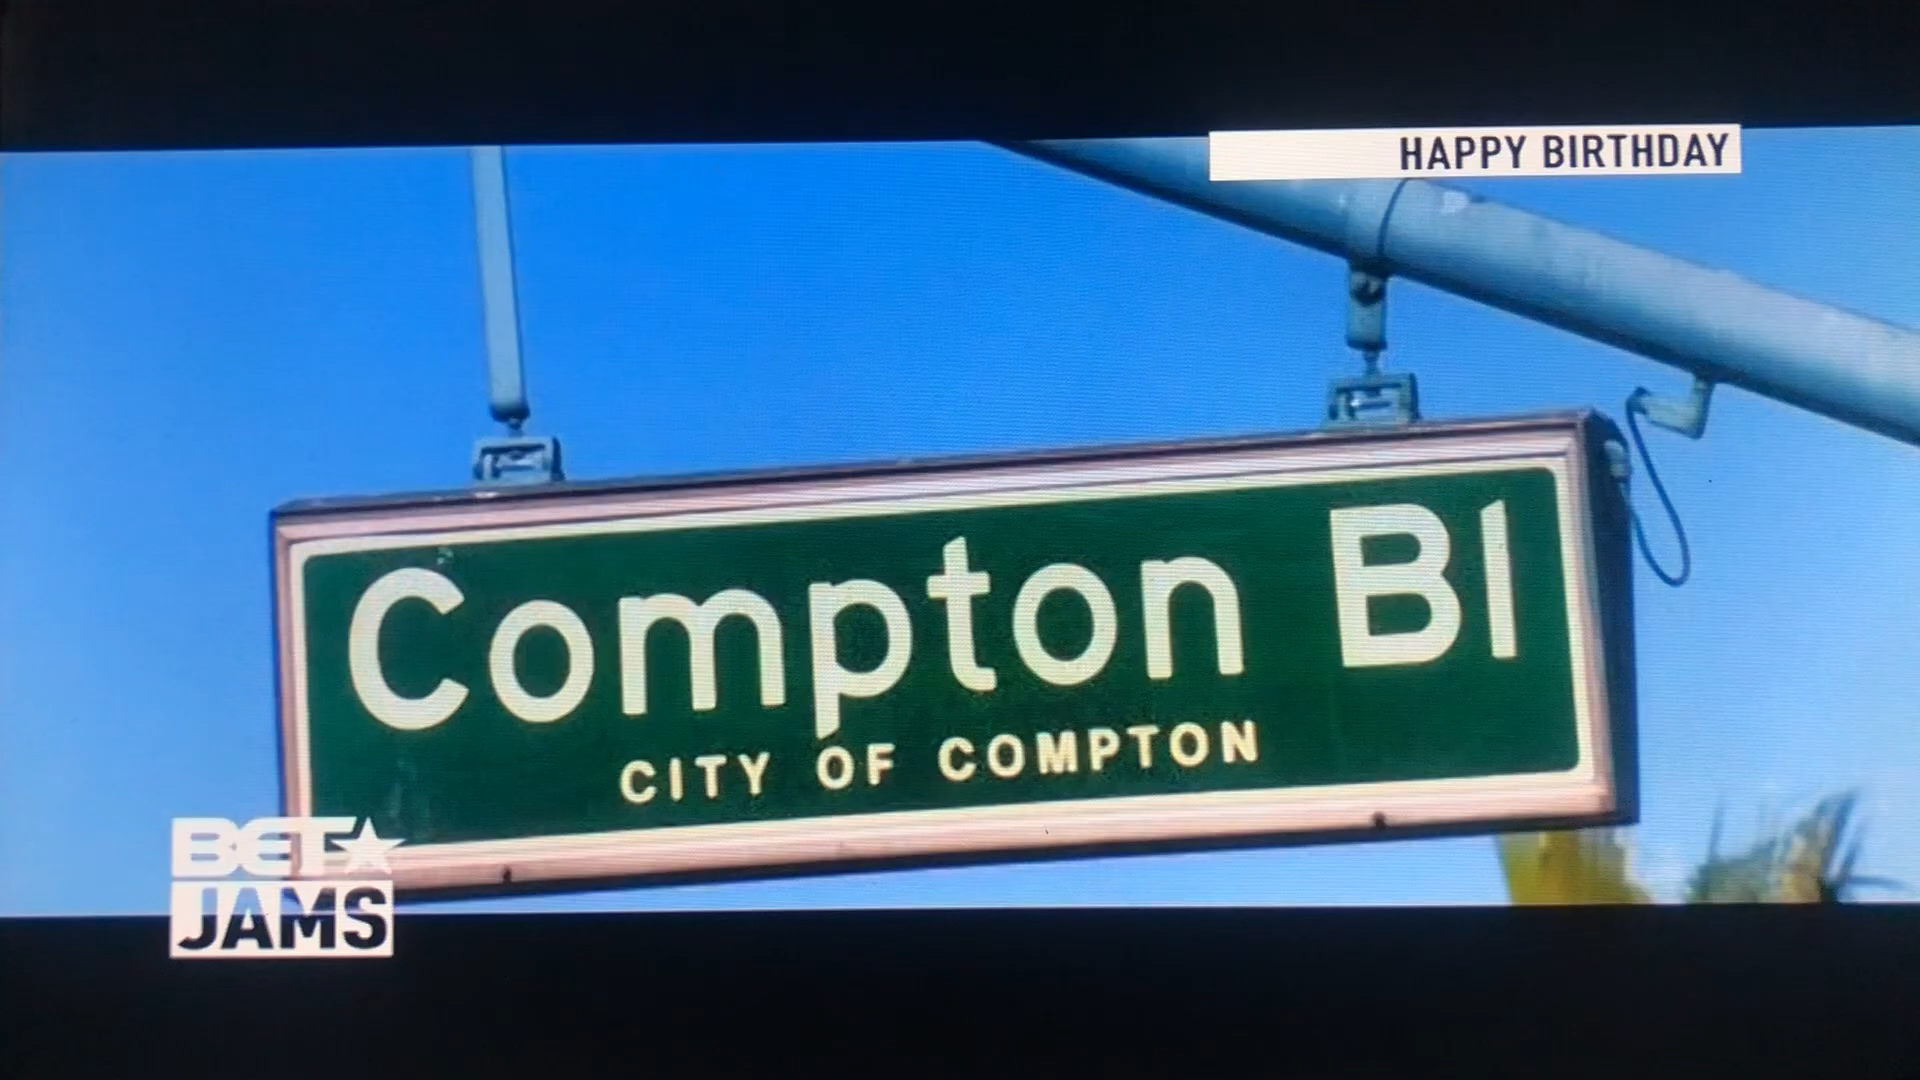 HAPPY BIRTHDAY
Compton Bl
CITY OF COMPTON
BET
JAMS